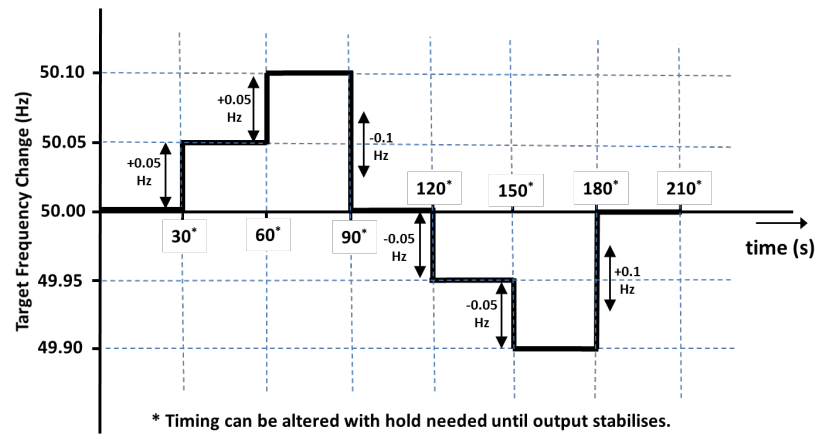 50.10
+0.05
Hz
50.05
-0.1
Hz
+0.05
Hz
120*
150*
180*
210*
50.00
30*
60*
90*
-0.05
Hz
time (s)
+0.1
Hz
49.95
-0.05
Hz
49.90
Target Frequency Change (Hz)
* Timing can be altered with hold needed until output stabilises.